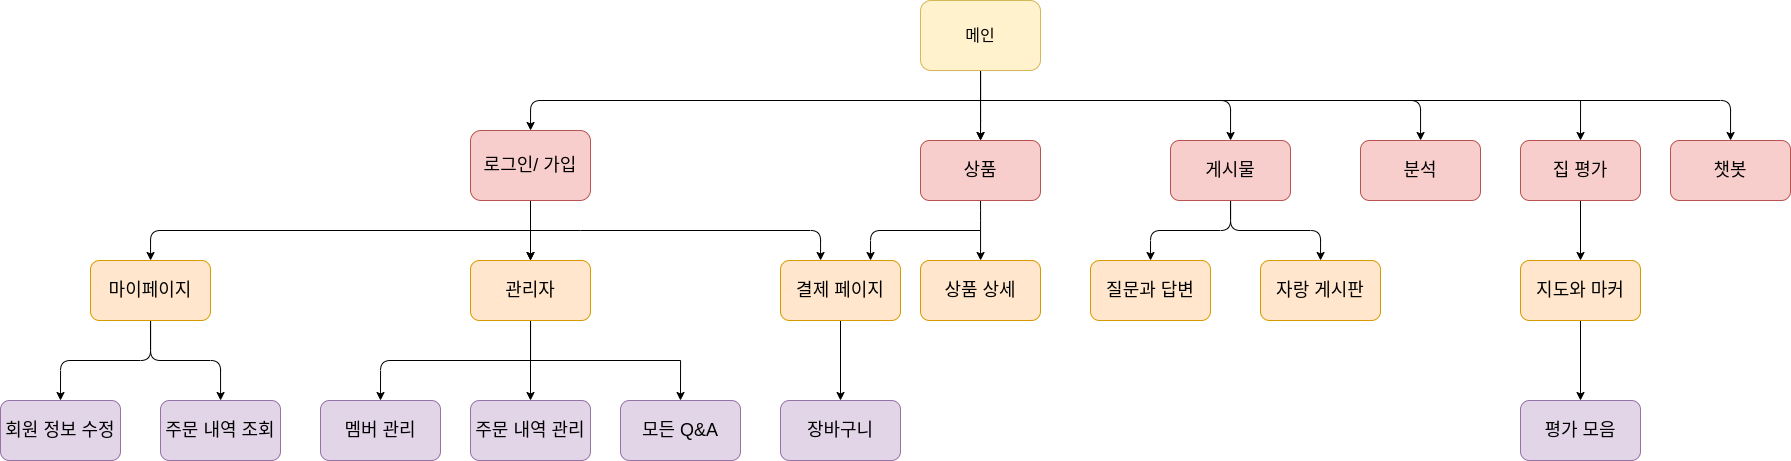 메인
로그인/ 가입
상품
게시물
분석
집 평가
챗봇
마이페이지
관리자
결제 페이지
상품 상세
질문과 답변
자랑 게시판
지도와 마커
회원 정보 수정
주문 내역 조회
멤버 관리
주문 내역 관리
모든 Q&A
장바구니
평가 모음